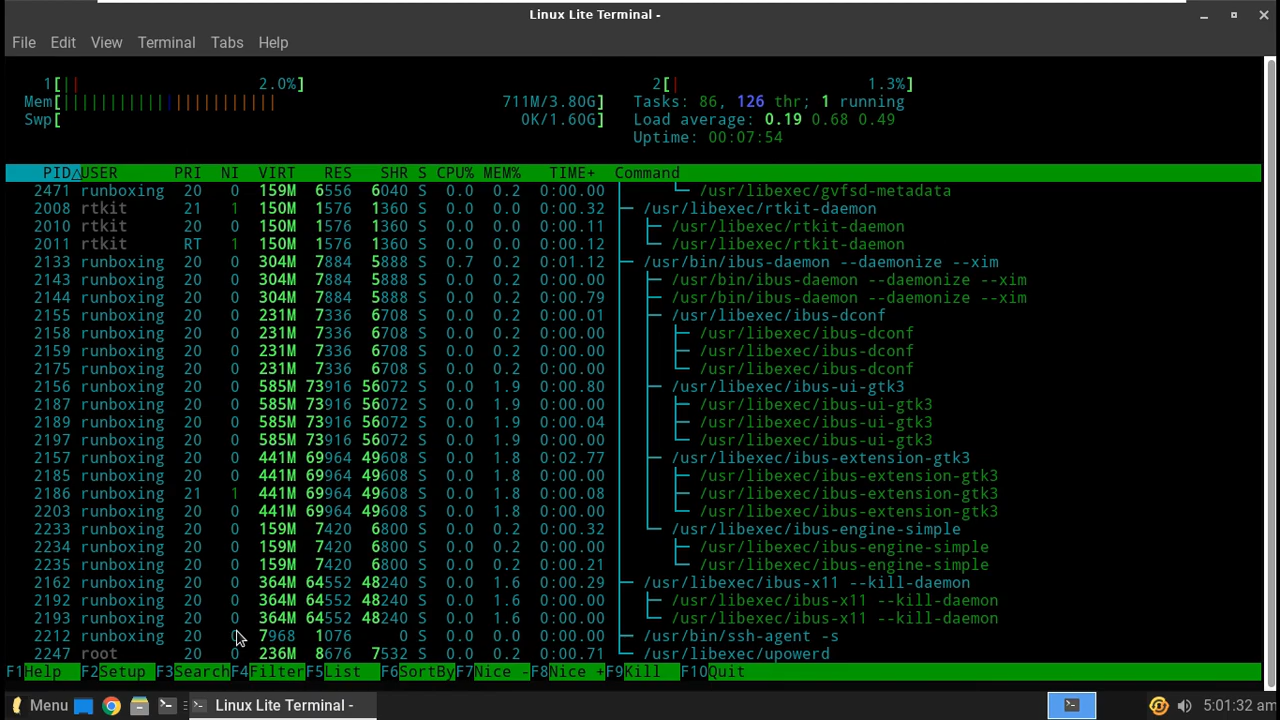 Linux Lite Terminal -
File Edit View Terminal Tabs Help
1[|| 2.0%] 2[| 1.3%]
Mem[||||||||||||||||||||||| 711M/3.80G] Tasks: 86, 126 thr; 1 running
Swp[ 0K/1.60G] Load average: 0.19 0.68 0.49
Uptime: 00:07:54
PID△USER PRI NI VIRT RES SHR S CPU% MEM% TIME+ Command
2471 runboxing 20 0 159M 6556 6040 S 0.0 0.2 0:00.00 │ └─ /usr/libexec/gvfsd-metadata
2008 rtkit 21 1 150M 1576 1360 S 0.0 0.0 0:00.32 ├─ /usr/libexec/rtkit-daemon
2010 rtkit 20 0 150M 1576 1360 S 0.0 0.0 0:00.11 │ ├─ /usr/libexec/rtkit-daemon
2011 rtkit RT 1 150M 1576 1360 S 0.0 0.0 0:00.12 │ └─ /usr/libexec/rtkit-daemon
2133 runboxing 20 0 304M 7884 5888 S 0.7 0.2 0:01.12 ├─ /usr/bin/ibus-daemon --daemonize --xim
2143 runboxing 20 0 304M 7884 5888 S 0.0 0.2 0:00.00 │ ├─ /usr/bin/ibus-daemon --daemonize --xim
2144 runboxing 20 0 304M 7884 5888 S 0.0 0.2 0:00.79 │ ├─ /usr/bin/ibus-daemon --daemonize --xim
2155 runboxing 20 0 231M 7336 6708 S 0.0 0.2 0:00.01 │ ├─ /usr/libexec/ibus-dconf
2158 runboxing 20 0 231M 7336 6708 S 0.0 0.2 0:00.00 │ │ ├─ /usr/libexec/ibus-dconf
2159 runboxing 20 0 231M 7336 6708 S 0.0 0.2 0:00.00 │ │ ├─ /usr/libexec/ibus-dconf
2175 runboxing 20 0 231M 7336 6708 S 0.0 0.2 0:00.00 │ │ └─ /usr/libexec/ibus-dconf
2156 runboxing 20 0 585M 73916 56072 S 0.0 1.9 0:00.80 │ ├─ /usr/libexec/ibus-ui-gtk3
2187 runboxing 20 0 585M 73916 56072 S 0.0 1.9 0:00.00 │ │ ├─ /usr/libexec/ibus-ui-gtk3
2189 runboxing 20 0 585M 73916 56072 S 0.0 1.9 0:00.04 │ │ ├─ /usr/libexec/ibus-ui-gtk3
2197 runboxing 20 0 585M 73916 56072 S 0.0 1.9 0:00.00 │ │ └─ /usr/libexec/ibus-ui-gtk3
2157 runboxing 20 0 441M 69964 49608 S 0.0 1.8 0:02.77 │ ├─ /usr/libexec/ibus-extension-gtk3
2185 runboxing 20 0 441M 69964 49608 S 0.0 1.8 0:00.00 │ │ ├─ /usr/libexec/ibus-extension-gtk3
2186 runboxing 21 1 441M 69964 49608 S 0.0 1.8 0:00.08 │ │ ├─ /usr/libexec/ibus-extension-gtk3
2203 runboxing 20 0 441M 69964 49608 S 0.0 1.8 0:00.00 │ │ └─ /usr/libexec/ibus-extension-gtk3
2233 runboxing 20 0 159M 7420 6800 S 0.0 0.2 0:00.32 │ └─ /usr/libexec/ibus-engine-simple
2234 runboxing 20 0 159M 7420 6800 S 0.0 0.2 0:00.00 │ ├─ /usr/libexec/ibus-engine-simple
2235 runboxing 20 0 159M 7420 6800 S 0.0 0.2 0:00.21 │ └─ /usr/libexec/ibus-engine-simple
2162 runboxing 20 0 364M 64552 48240 S 0.0 1.6 0:00.29 ├─ /usr/libexec/ibus-x11 --kill-daemon
2192 runboxing 20 0 364M 64552 48240 S 0.0 1.6 0:00.00 │ ├─ /usr/libexec/ibus-x11 --kill-daemon
2193 runboxing 20 0 364M 64552 48240 S 0.0 1.6 0:00.00 │ └─ /usr/libexec/ibus-x11 --kill-daemon
2212 runboxing 20 0 7968 1076 0 S 0.0 0.0 0:00.00 ├─ /usr/bin/ssh-agent -s
2247 root 20 0 236M 8676 7532 S 0.0 0.2 0:00.71 ├─ /usr/libexec/upowerd
F1Help F2Setup F3SearchF4FilterF5List F6SortByF7Nice -F8Nice +F9Kill F10Quit
Menu Linux Lite Terminal - 5:01:32 am